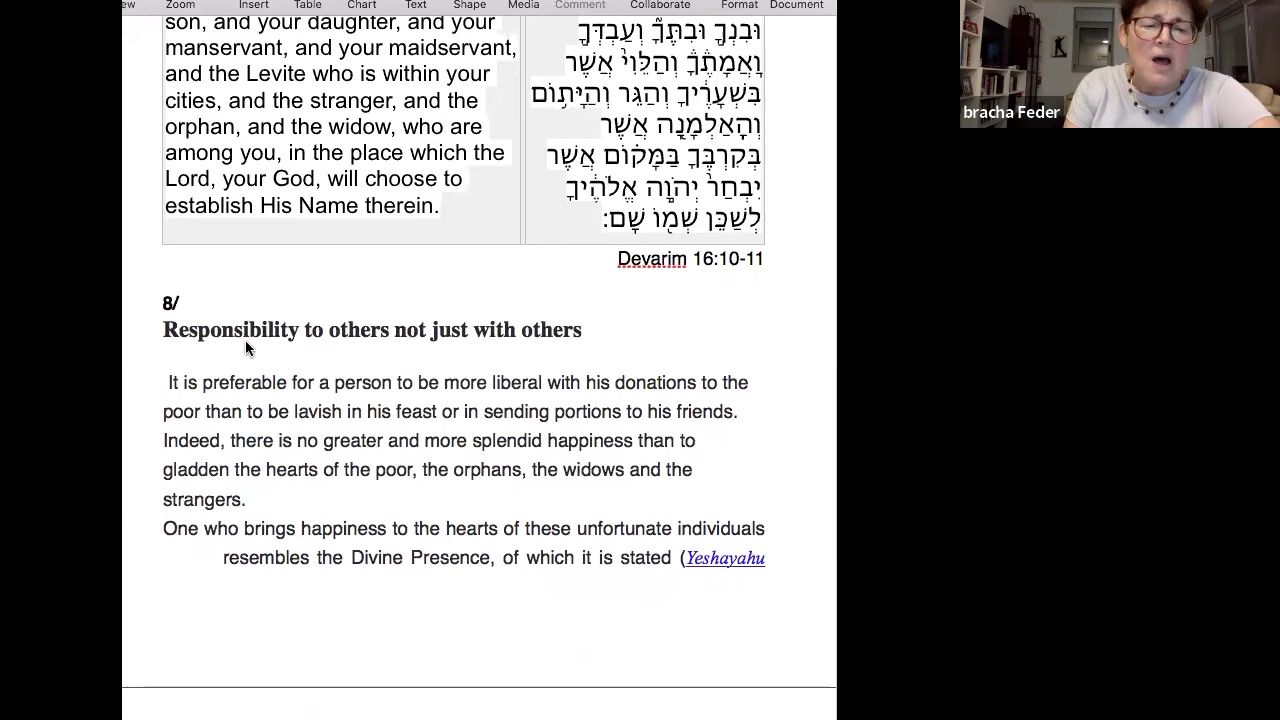 ew Zoom Insert Table Chart Text Shape Media Comment Collaborate Format Document
son, and your daughter, and your
manservant, and your maidservant,
and the Levite who is within your
cities, and the stranger, and the
orphan, and the widow, who are
among you, in the place which the
Lord, your God, will choose to
establish His Name therein.
וּבִנְךָ֣ וּבִתֶּ֘ךָ֘ וְעַבְדְּךָ֣
וַֽאֲמָתֶ֒ךָ֒ וְהַלֵּוִי֙ אֲשֶׁ֣ר
בִּשְׁעָרֶ֔יךָ וְהַגֵּ֛ר וְהַיָּת֥וֹם
וְהָֽאַלְמָנָ֖ה אֲשֶׁ֣ר
בְּקִרְבֶּ֑ךָ בַּמָּק֗וֹם אֲשֶׁ֤ר
יִבְחַר֙ יְהֹוָ֣ה אֱלֹהֶ֔יךָ
לְשַׁכֵּ֥ן שְׁמ֖וֹ שָֽׁם:
Devarim 16:10-11
8/
Responsibility to others not just with others
It is preferable for a person to be more liberal with his donations to the
poor than to be lavish in his feast or in sending portions to his friends.
Indeed, there is no greater and more splendid happiness than to
gladden the hearts of the poor, the orphans, the widows and the
strangers.
One who brings happiness to the hearts of these unfortunate individuals
resembles the Divine Presence, of which it is stated (Yeshayahu
bracha Feder